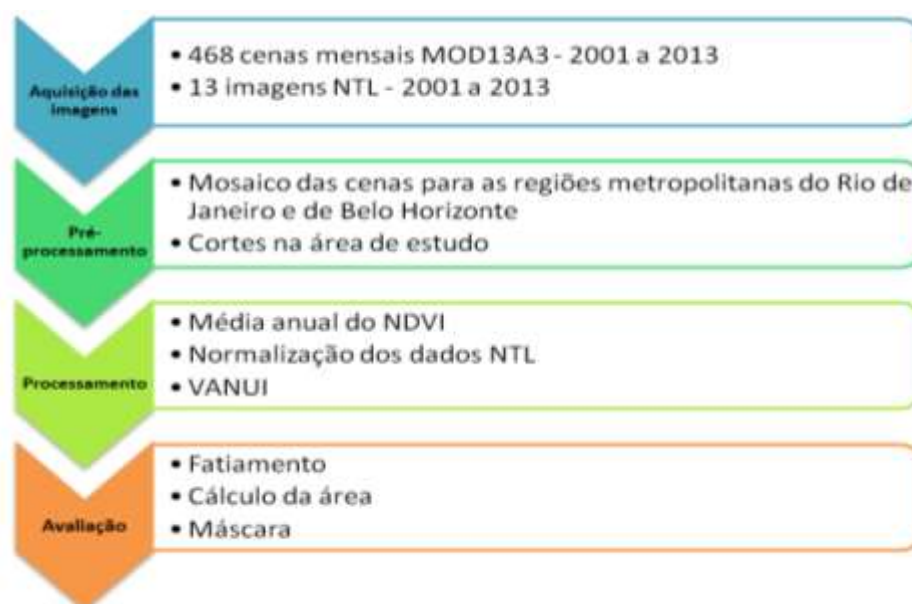 Aquisição das
imagens
• 468 cenas mensais MOD13A3 - 2001 a 2013
• 13 imagens NTL - 2001 a 2013
Pré-
processamento
• Mosaico das cenas para as regiões metropolitanas do Rio de
Janeiro e de Belo Horizonte
• Cortes na área de estudo
Processamento
• Média anual do NDVI
• Normalização dos dados NTL
• VANUI
Avaliação
• Fatiamento
• Cálculo da área
• Máscara